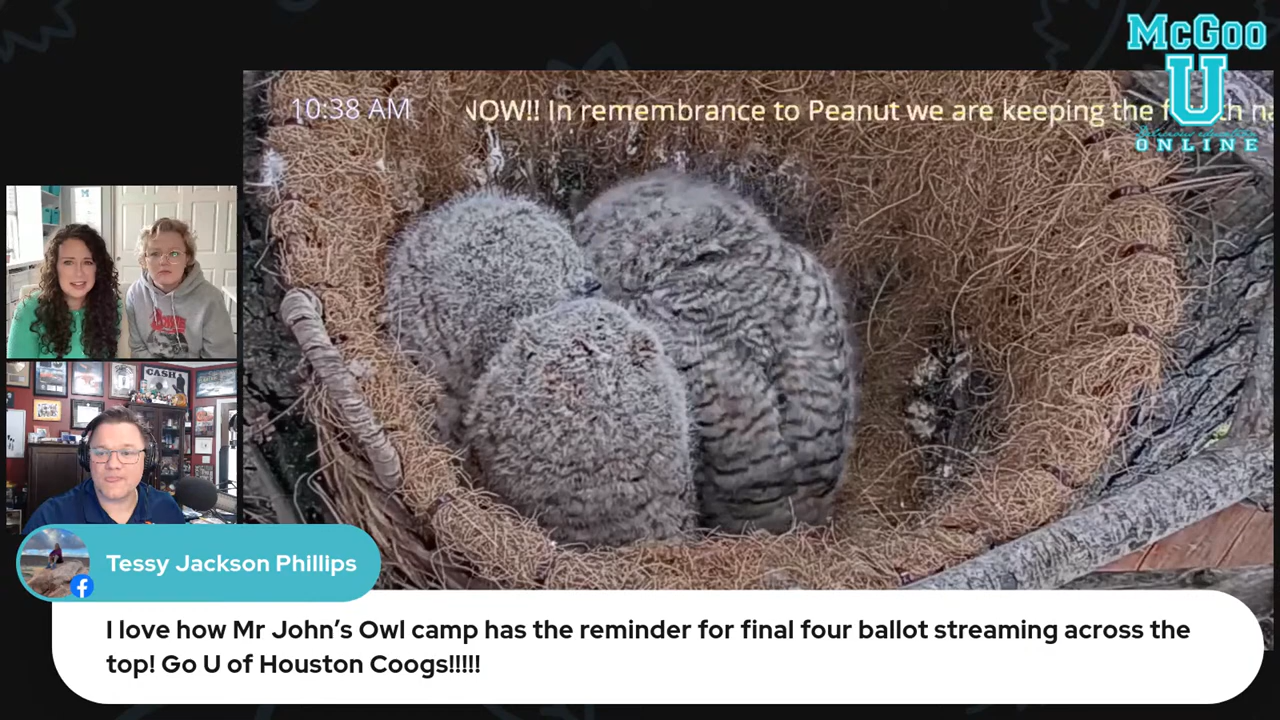 McGoo
U
ONLINE
10:38 AM
NOW!! In remembrance to Peanut we are keeping the
CASH
Tessy Jackson Phillips
I love how Mr John’s Owl camp has the reminder for final four ballot streaming across the
top! Go U of Houston Coogs!!!!!